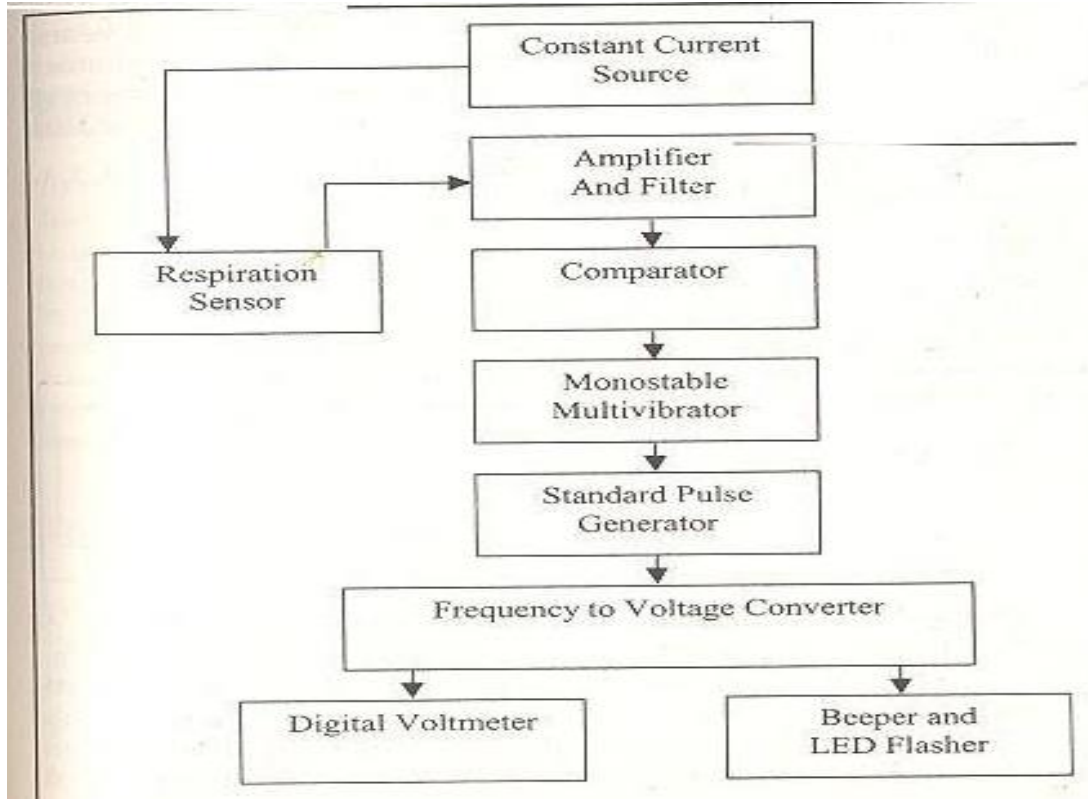 Constant Current
Source
Amplifier
And Filter
Respiration
Sensor
Comparator
Monostable
Multivibrator
Standard Pulse
Generator
Frequency to Voltage Converter
Digital Voltmeter
Beeper and
LED Flasher